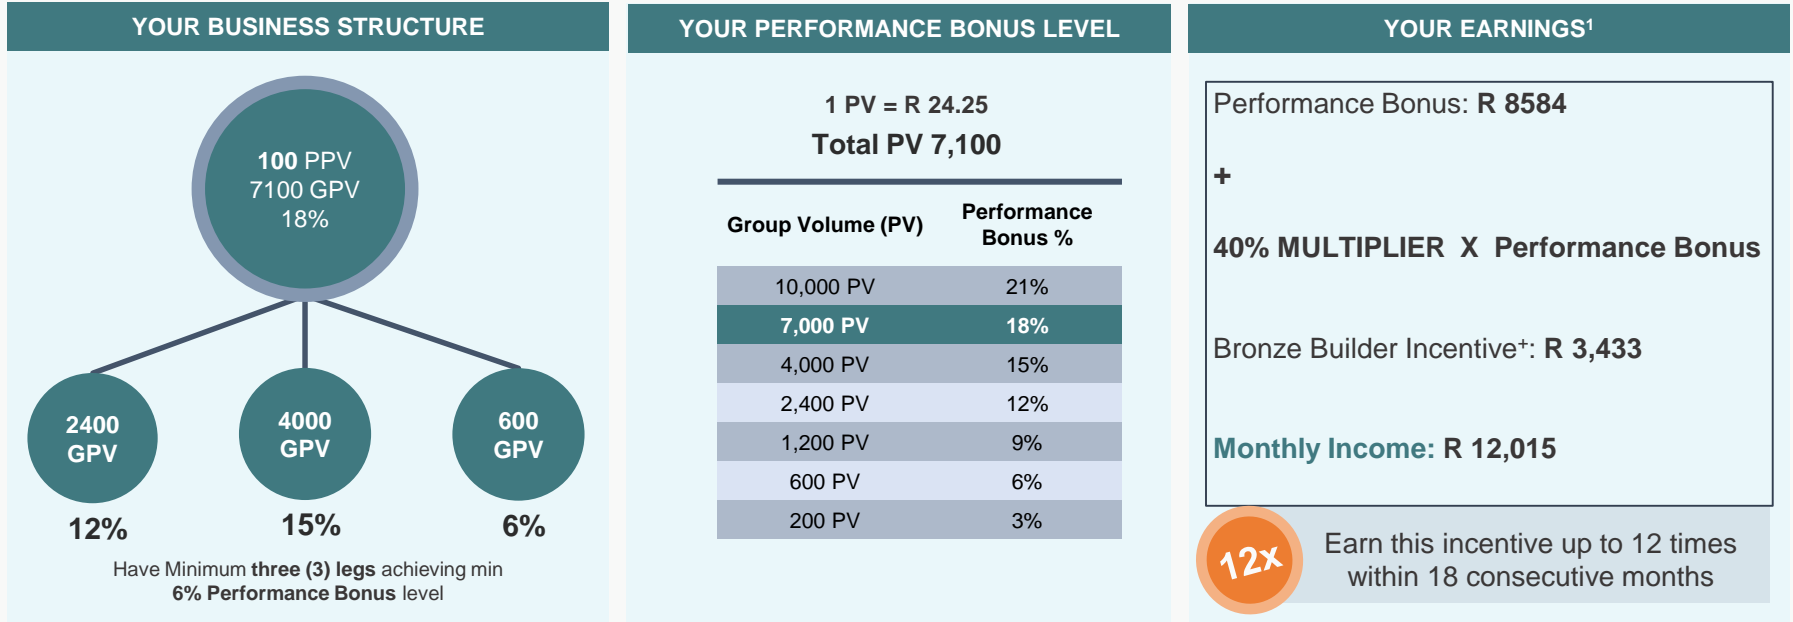 YOUR BUSINESS STRUCTURE
100 PPV
7100 GPV
18%
2400
GPV
4000
GPV
600
GPV
12%
15%
6%
Have Minimum three (3) legs achieving min
6% Performance Bonus level
YOUR PERFORMANCE BONUS LEVEL
1 PV = R 24.25
Total PV 7,100
Group Volume (PV) Performance Bonus %
10,000 PV 21%
7,000 PV 18%
4,000 PV 15%
2,400 PV 12%
1,200 PV 9%
600 PV 6%
200 PV 3%
YOUR EARNINGS¹
Performance Bonus: R 8584
+
40% MULTIPLIER X Performance Bonus
Bronze Builder Incentive⁺: R 3,433
Monthly Income: R 12,015
12x
Earn this incentive up to 12 times
within 18 consecutive months